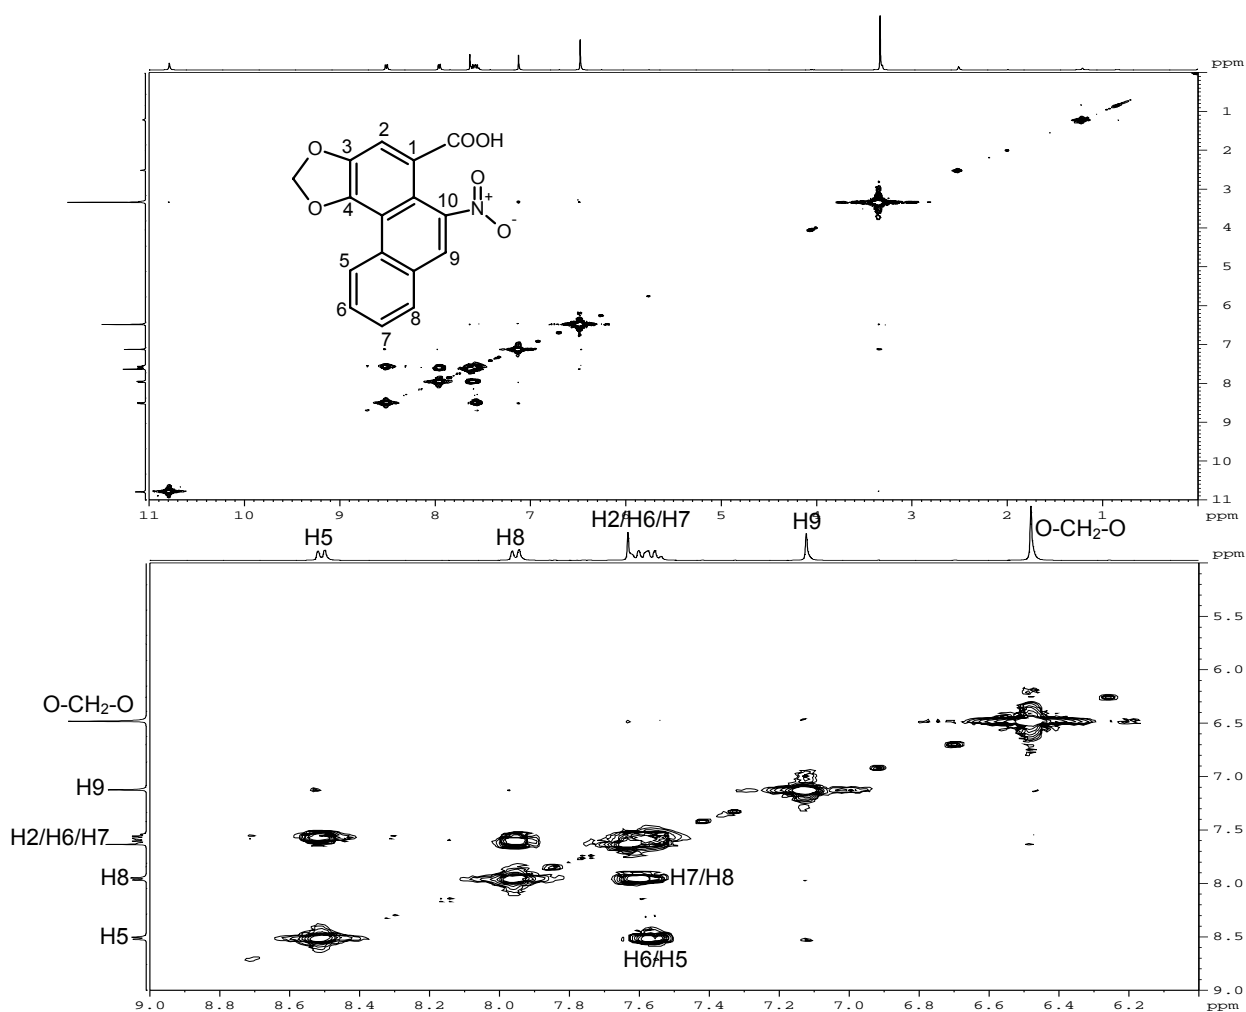 ppm
1
2
3
4
5
6
7
8
9
10
11
2
COOH
3
1
O
O
10
N
+
O
4
O
-
5
9
6
8
7
11
10
9
8
7
6
5
4
3
2
1
ppm
H5
H8
H2/H6/H7
H9
O-CH₂-O
ppm
5.5
6.0
O-CH₂-O
6.5
H9
7.0
H2/H6/H7
7.5
H8
H7/H8
8.0
H5
8.5
H6/H5
9.0
9.0 8.8 8.6 8.4 8.2 8.0 7.8 7.6 7.4 7.2 7.0 6.8 6.6 6.4 6.2 ppm